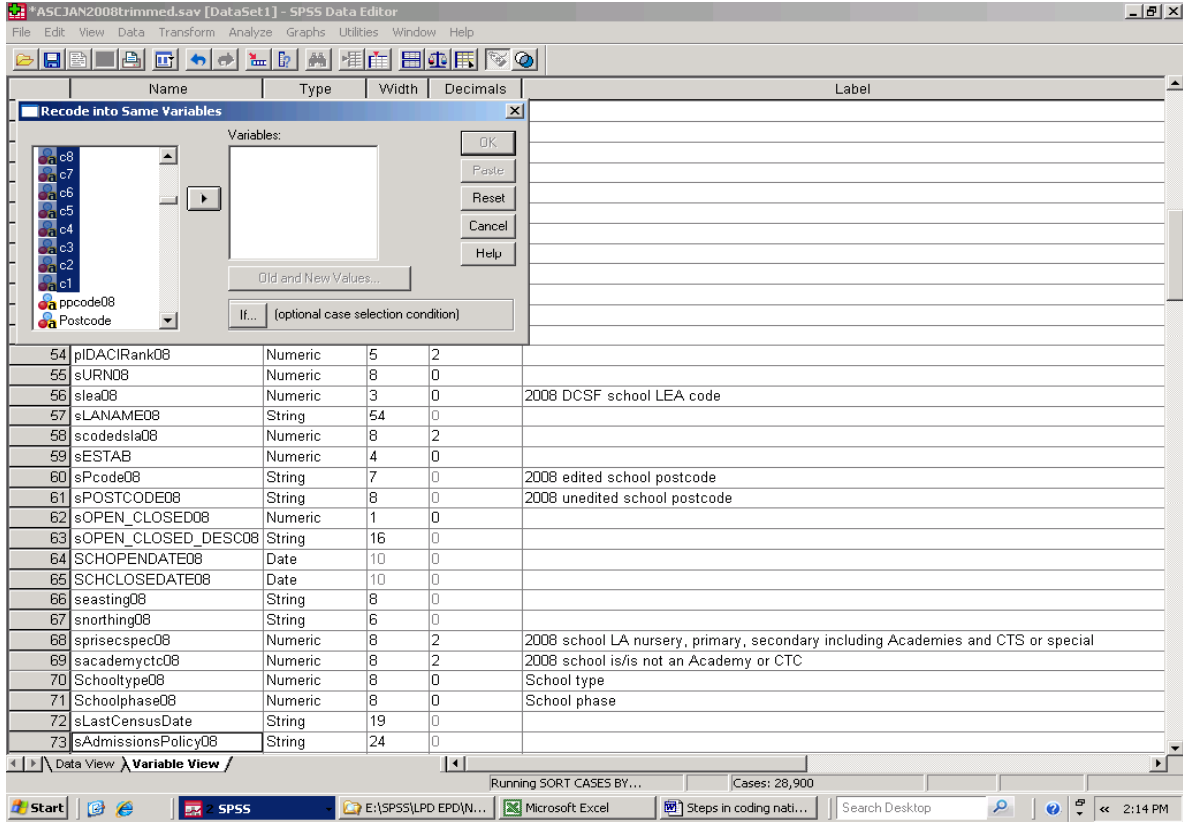 *ASCJAN2008trimmed.sav [DataSet1] - SPSS Data Editor
File Edit View Data Transform Analyze Graphs Utilities Window Help
Name Type Width Decimals Label
Recode into Same Variables
Variables:
c8
c7
c6
c5
c4
c3
c2
c1
ppcode08
Postcode
OK
Paste
Reset
Cancel
Help
Old and New Values...
If... (optional case selection condition)
54 pIDACIRank08 Numeric 5 2
55 sURN08 Numeric 8 0
56 slea08 Numeric 3 0 2008 DCSF school LEA code
57 sLANAME08 String 54 0
58 scodedsla08 Numeric 8 2
59 sESTAB Numeric 4 0
60 sPcode08 String 7 0 2008 edited school postcode
61 sPOSTCODE08 String 8 0 2008 unedited school postcode
62 sOPEN_CLOSED08 Numeric 1 0
63 sOPEN_CLOSED_DESC08 String 16 0
64 SCHOPENDATE08 Date 10 0
65 SCHCLOSEDATE08 Date 10 0
66 seasting08 String 8 0
67 snorthing08 String 6 0
68 sprisecspec08 Numeric 8 2 2008 school LA nursery, primary, secondary including Academies and CTS or special
69 sacademyctc08 Numeric 8 2 2008 school is/is not an Academy or CTC
70 Schooltype08 Numeric 8 0 School type
71 Schoolphase08 Numeric 8 0 School phase
72 sLastCensusDate String 19 0
73 sAdmissionsPolicy08 String 24 0
Data View Variable View
Running SORT CASES BY... Cases: 28,900
Start 2 SPSS E:\SPSS\LPD EPD\N... Microsoft Excel Steps in coding nati... Search Desktop 2:14 PM